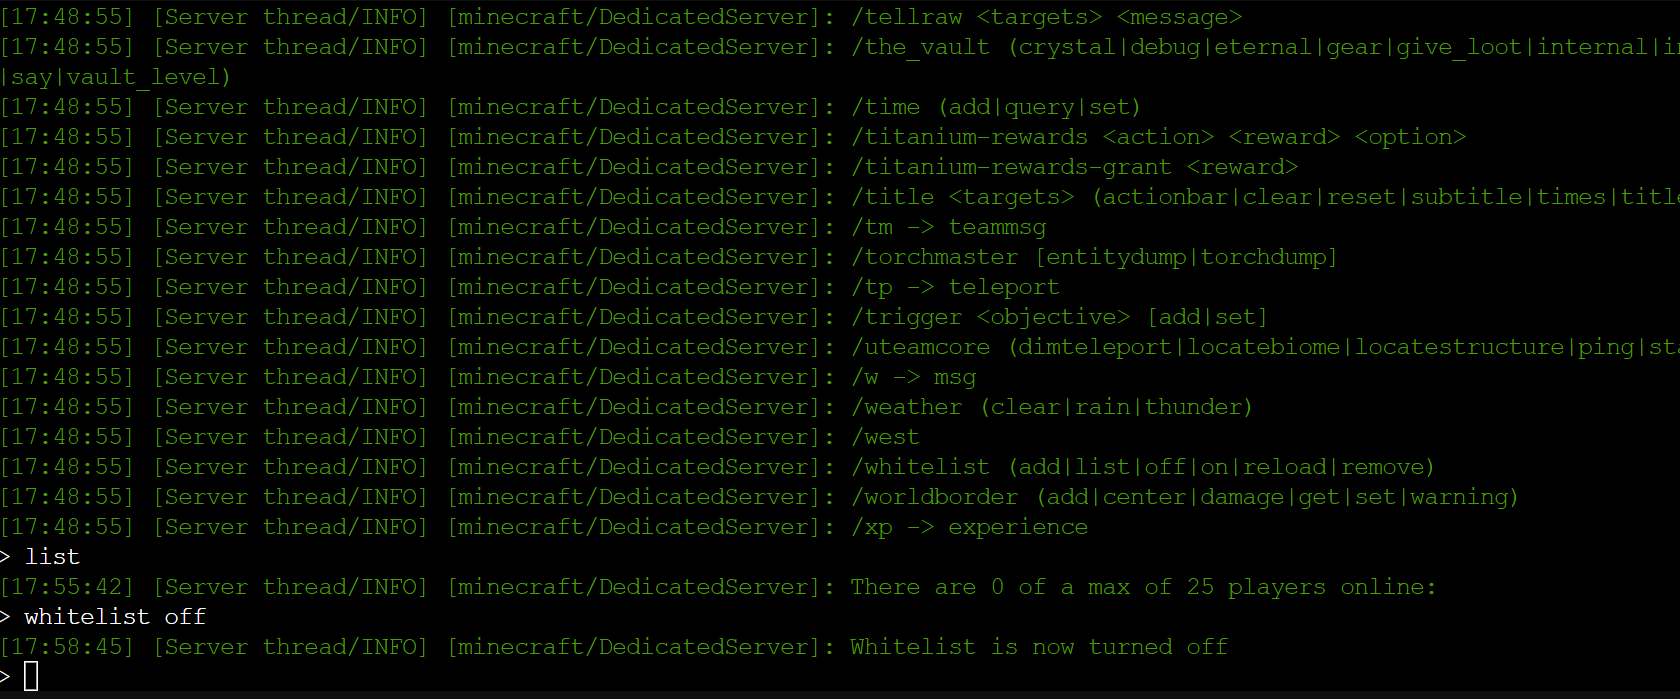 [17:48:55] [Server thread/INFO] [minecraft/DedicatedServer]: /tellraw <targets> <message>
[17:48:55] [Server thread/INFO] [minecraft/DedicatedServer]: /the_vault (crystal|debug|eternal|gear|give_loot|internal|
|say|vault_level)
[17:48:55] [Server thread/INFO] [minecraft/DedicatedServer]: /time (add|query|set)
[17:48:55] [Server thread/INFO] [minecraft/DedicatedServer]: /titanium-rewards <action> <reward> <option>
[17:48:55] [Server thread/INFO] [minecraft/DedicatedServer]: /titanium-rewards-grant <reward>
[17:48:55] [Server thread/INFO] [minecraft/DedicatedServer]: /title <targets> (actionbar|clear|reset|subtitle|times|title
[17:48:55] [Server thread/INFO] [minecraft/DedicatedServer]: /tm -> teammsg
[17:48:55] [Server thread/INFO] [minecraft/DedicatedServer]: /torchmaster [entitydump|torchdump]
[17:48:55] [Server thread/INFO] [minecraft/DedicatedServer]: /tp -> teleport
[17:48:55] [Server thread/INFO] [minecraft/DedicatedServer]: /trigger <objective> [add|set]
[17:48:55] [Server thread/INFO] [minecraft/DedicatedServer]: /uteamcore (dimteleport|locatebiome|locatestructure|ping|
[17:48:55] [Server thread/INFO] [minecraft/DedicatedServer]: /w -> msg
[17:48:55] [Server thread/INFO] [minecraft/DedicatedServer]: /weather (clear|rain|thunder)
[17:48:55] [Server thread/INFO] [minecraft/DedicatedServer]: /west
[17:48:55] [Server thread/INFO] [minecraft/DedicatedServer]: /whitelist (add|list|off|on|reload|remove)
[17:48:55] [Server thread/INFO] [minecraft/DedicatedServer]: /worldborder (add|center|damage|get|set|warning)
[17:48:55] [Server thread/INFO] [minecraft/DedicatedServer]: /xp -> experience
> list
[17:55:42] [Server thread/INFO] [minecraft/DedicatedServer]: There are 0 of a max of 25 players online:
> whitelist off
[17:58:45] [Server thread/INFO] [minecraft/DedicatedServer]: Whitelist is now turned off
>